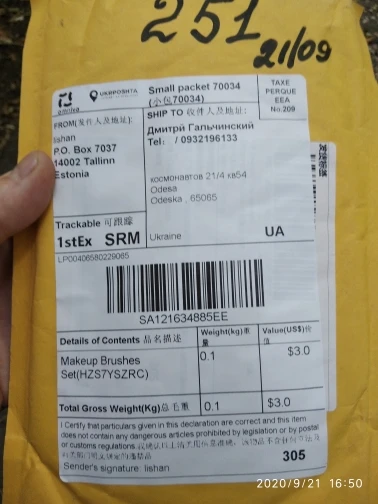 251
21/09
omniva
UKRPOSHTA
Small packet 70034
(小包70034)
TAXE
PERQUE
EEA
No.209
FROM(发件人及地址):
lishan
P.O. Box 7037
14002 Tallinn
Estonia
SHIP TO 收件人及地址:
Дмитрй Гальчинский
Tel: / 0932196133
космонавтов 21/4 кв54
Odesa
Odeska , 65065
Trackable 可跟踪
1stEx SRM
Ukraine
UA
LP00406580229065
SA121634885EE
Details of Contents 品名描述
Weight(kg)重量
Value(US$)价值
Makeup Brushes
Set(HZS7YSZRC)
0.1
$3.0
Total Gross Weight(Kg)总毛重
0.1
$3.0
I Certify that particulars given in this declaration are correct and this item
does not contain any dangerous articles prohibited by legislation or by postal
or customs regulations.
Sender's signature: lishan
305
2020/9/21 16:50